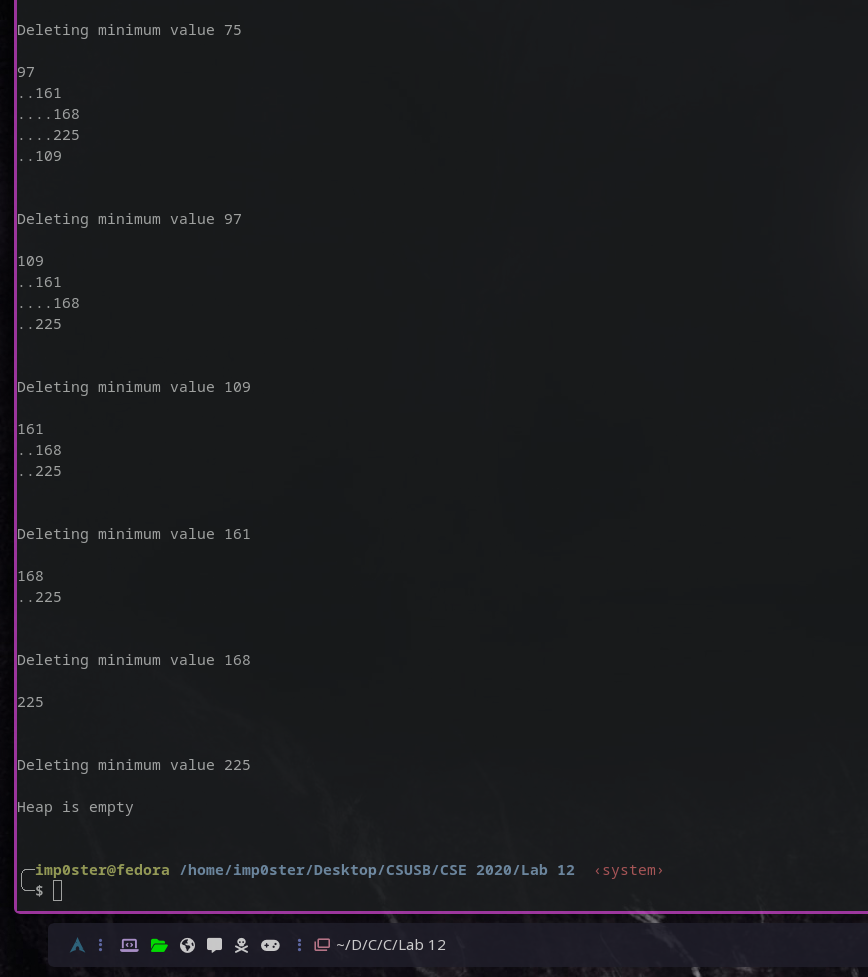 Deleting minimum value 75
97
..161
....168
....225
..109
Deleting minimum value 97
109
..161
....168
..225
Deleting minimum value 109
161
..168
..225
Deleting minimum value 161
168
..225
Deleting minimum value 168
225
Deleting minimum value 225
Heap is empty
imp0ster@fedora /home/imp0ster/Desktop/CSUSB/CSE 2020/Lab 12 ‹system›
$
~/D/C/C/Lab 12